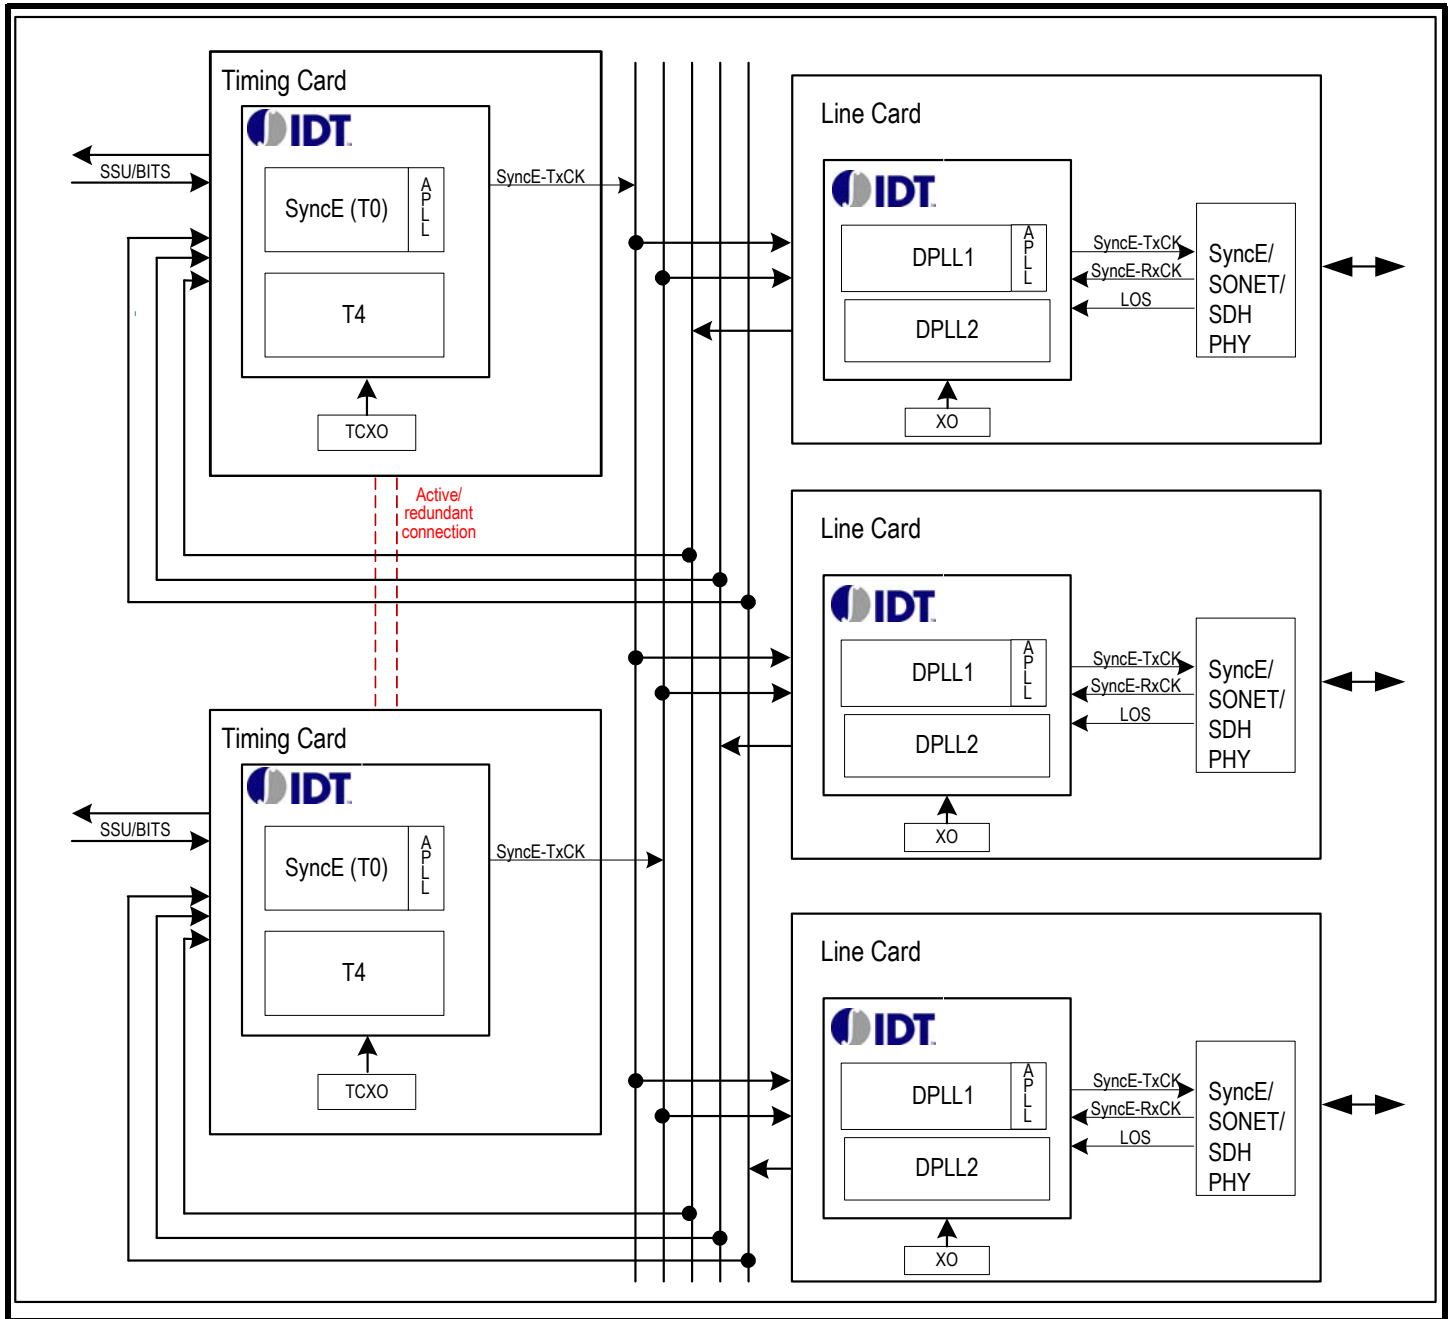 Timing Card
IDT
SSU/BITS
SyncE (T0)
APLL
SyncE-TxCK
T4
TCXO
Active/
redundant
connection
Timing Card
IDT
SSU/BITS
SyncE (T0)
APLL
SyncE-TxCK
T4
TCXO
Line Card
IDT
DPLL1
APLL
DPLL2
XO
SyncE-TxCK
SyncE-RxCK
LOS
SyncE/
SONET/
SDH
PHY
Line Card
IDT
DPLL1
APLL
DPLL2
XO
SyncE-TxCK
SyncE-RxCK
LOS
SyncE/
SONET/
SDH
PHY
Line Card
IDT
DPLL1
APLL
DPLL2
XO
SyncE-TxCK
SyncE-RxCK
LOS
SyncE/
SONET/
SDH
PHY